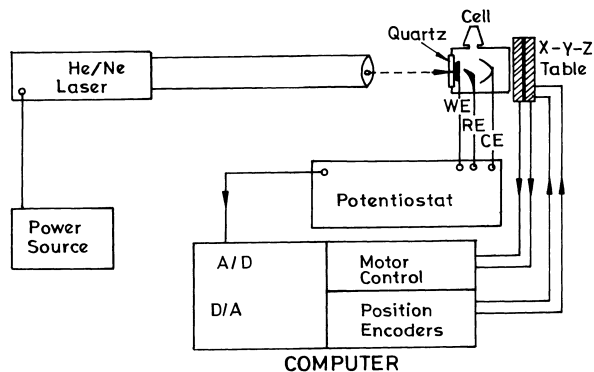 Cell
Quartz
X-Y-Z
Table
He/Ne
Laser
WE
RE
CE
Potentiostat
Power
Source
A/D
Motor
Control
D/A
Position
Encoders
COMPUTER